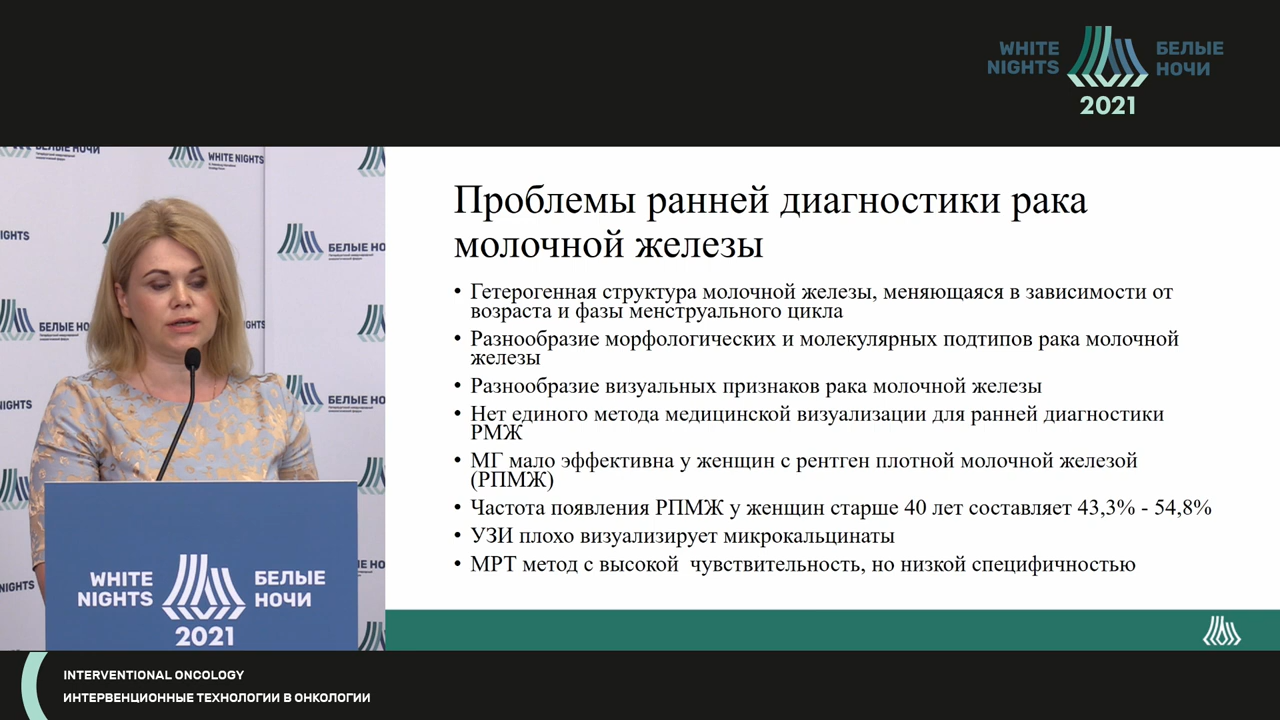 WHITE
NIGHTS
БЕЛЫЕ
НОЧИ
2021
WHITE NIGHTS
БЕЛЫЕ НОЧИ
Проблемы ранней диагностики рака
молочной железы
• Гетерогенная структура молочной железы, меняющаяся в зависимости от
возраста и фазы менструального цикла
• Разнообразие морфологических и молекулярных подтипов рака молочной
железы
• Разнообразие визуальных признаков рака молочной железы
• Нет единого метода медицинской визуализации для ранней диагностики
РМЖ
• МГ мало эффективна у женщин с рентген плотной молочной железой
(РПМЖ)
• Частота появления РПМЖ у женщин старше 40 лет составляет 43,3% - 54,8%
• УЗИ плохо визуализирует микрокальцинаты
• МРТ метод с высокой  чувствительность, но низкой специфичностью
WHITE
NIGHTS
БЕЛЫЕ
НОЧИ
2021
INTERVENTIONAL ONCOLOGY
ИНТЕРВЕНЦИОННЫЕ ТЕХНОЛОГИИ В ОНКОЛОГИИ